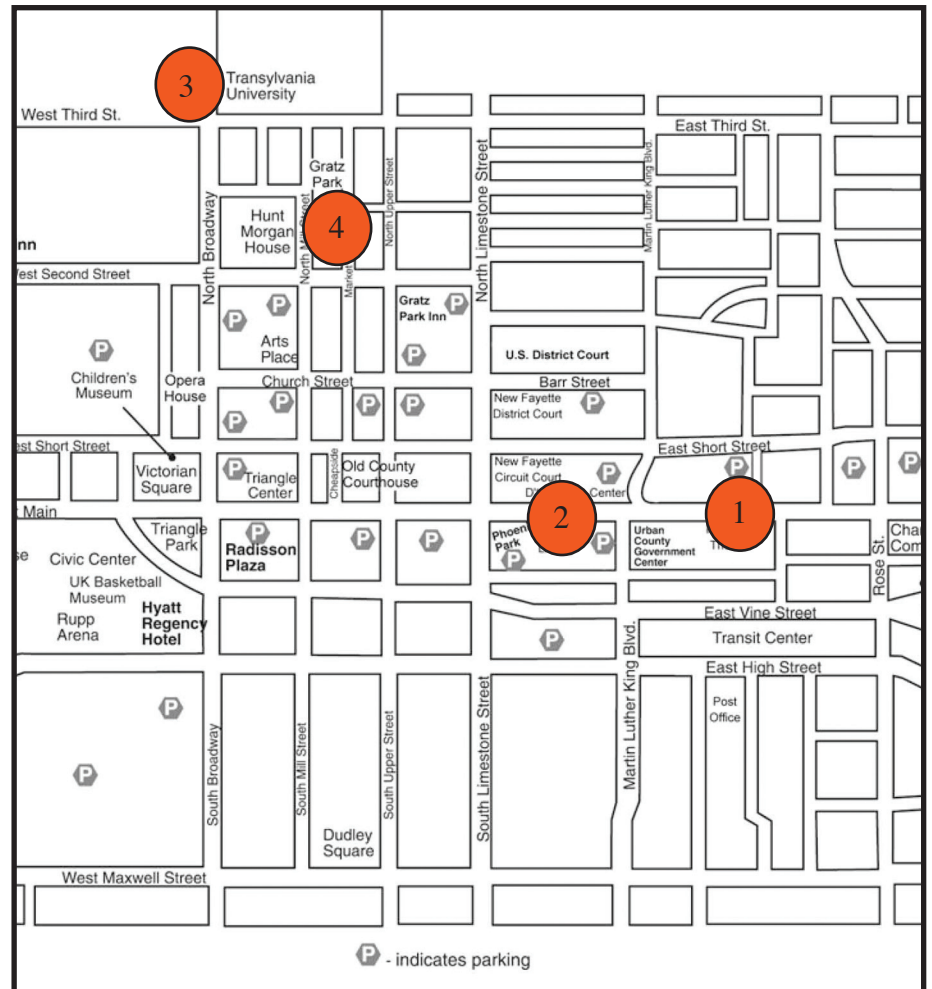 3
Transylvania
University
West Third St.
East Third St.
Gratz
Park
North Limestone Street
Martin Luther King Blvd.
North Upper Street
North Broadway
Hunt
Morgan
House
North Mill Street
4
Market
nn
est Second Street
P
P
P
Gratz
Park Inn
P
P
Arts
Place
U.S. District Court
Children's
Museum
Opera
House
Church Street
Barr Street
P
P
P
P
New Fayette
District Court
P
est Short Street
East Short Street
Victorian
Square
P
Triangle
Center
Cheapside
Old County
Courthouse
New Fayette
Circuit Court
D'
Center
P
P
P
P
t Main
2
1
Triangle
Park
P
Radisson
Plaza
P
P
Phoeni
Park
P
P
Urban
County
Government
Center
Th
Rose St.
Cha
Com
se
Civic Center
UK Basketball
Museum
Rupp
Arena
Hyatt
Regency
Hotel
East Vine Street
P
Transit Center
East High Street
P
P
South Broadway
South Mill Street
South Upper Street
South Limestone Street
Martin Luther King Blvd.
Post
Office
Dudley
Square
West Maxwell Street
P - indicates parking